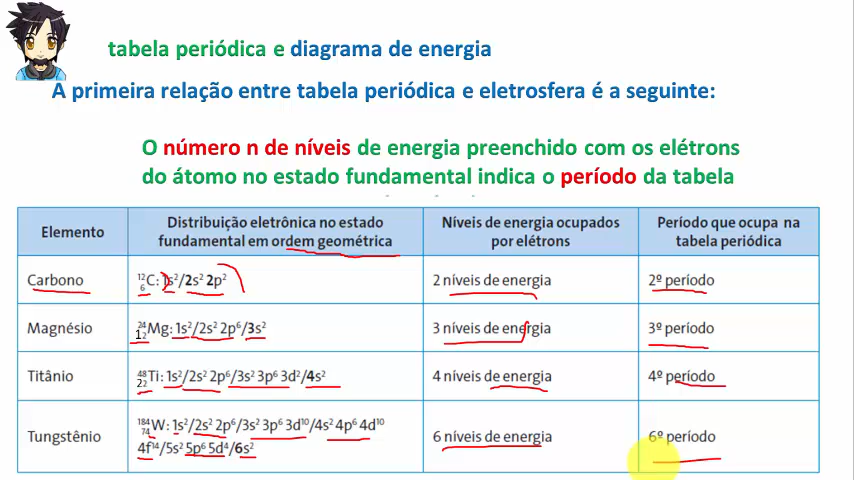 tabela periódica e diagrama de energia
A primeira relação entre tabela periódica e eletrosfera é a seguinte:
O número n de níveis de energia preenchido com os elétrons
do átomo no estado fundamental indica o período da tabela
Elemento
Distribuição eletrônica no estado
fundamental em ordem geométrica
Níveis de energia ocupados
por elétrons
Período que ocupa na
tabela periódica
Carbono
¹²₆C: 1s²/2s² 2p²
2 níveis de energia
2º período
Magnésio
²⁴₁₂Mg: 1s²/2s² 2p⁶/3s²
3 níveis de energia
3º período
Titânio
⁴⁸₂₂Ti: 1s²/2s² 2p⁶/3s² 3p⁶ 3d²/4s²
4 níveis de energia
4º período
Tungstênio
¹⁸⁴₇₄W: 1s²/2s² 2p⁶/3s² 3p⁶ 3d¹⁰/4s² 4p⁶ 4d¹⁰
4f¹⁴/5s² 5p⁶ 5d⁴/6s²
6 níveis de energia
6º período